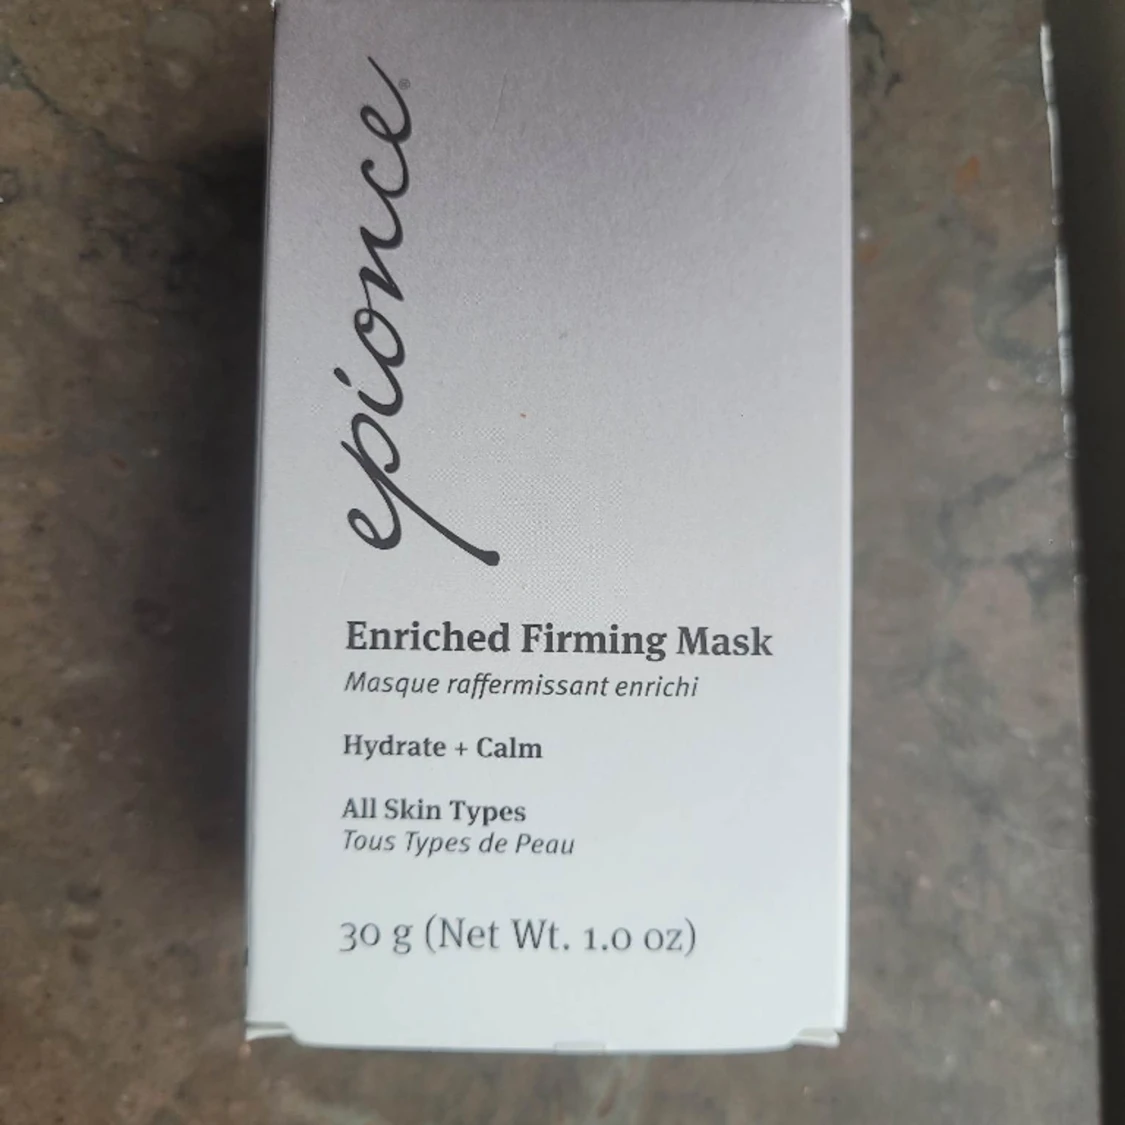 epionce®
Enriched Firming Mask
Masque raffermissant enrichi
Hydrate + Calm
All Skin Types
Tous Types de Peau
30 g (Net Wt. 1.0 oz)